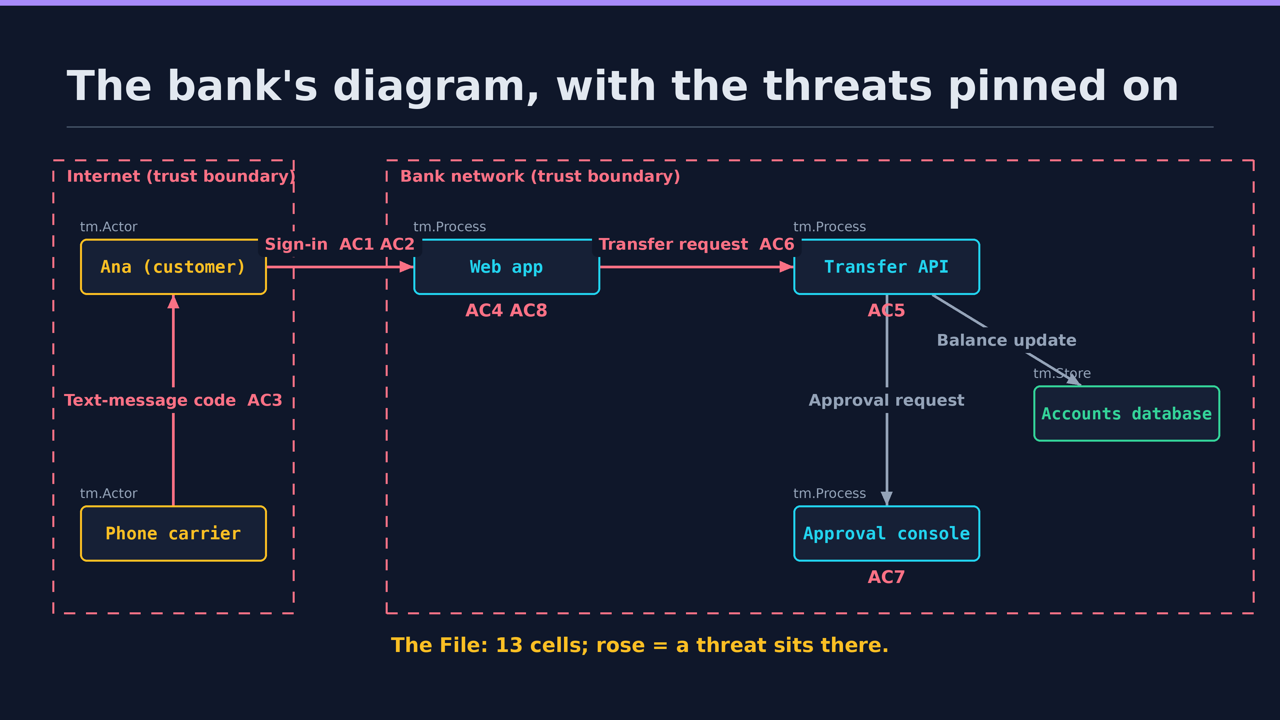 The bank's diagram, with the threats pinned on
Internet (trust boundary)
Bank network (trust boundary)
tm.Actor
tm.Process
tm.Process
Sign-in  AC1 AC2
Transfer request  AC6
Ana (customer)
Web app
Transfer API
AC4 AC8
AC5
Balance update
tm.Store
Text-message code  AC3
Approval request
Accounts database
tm.Actor
tm.Process
Phone carrier
Approval console
AC7
The File: 13 cells; rose = a threat sits there.